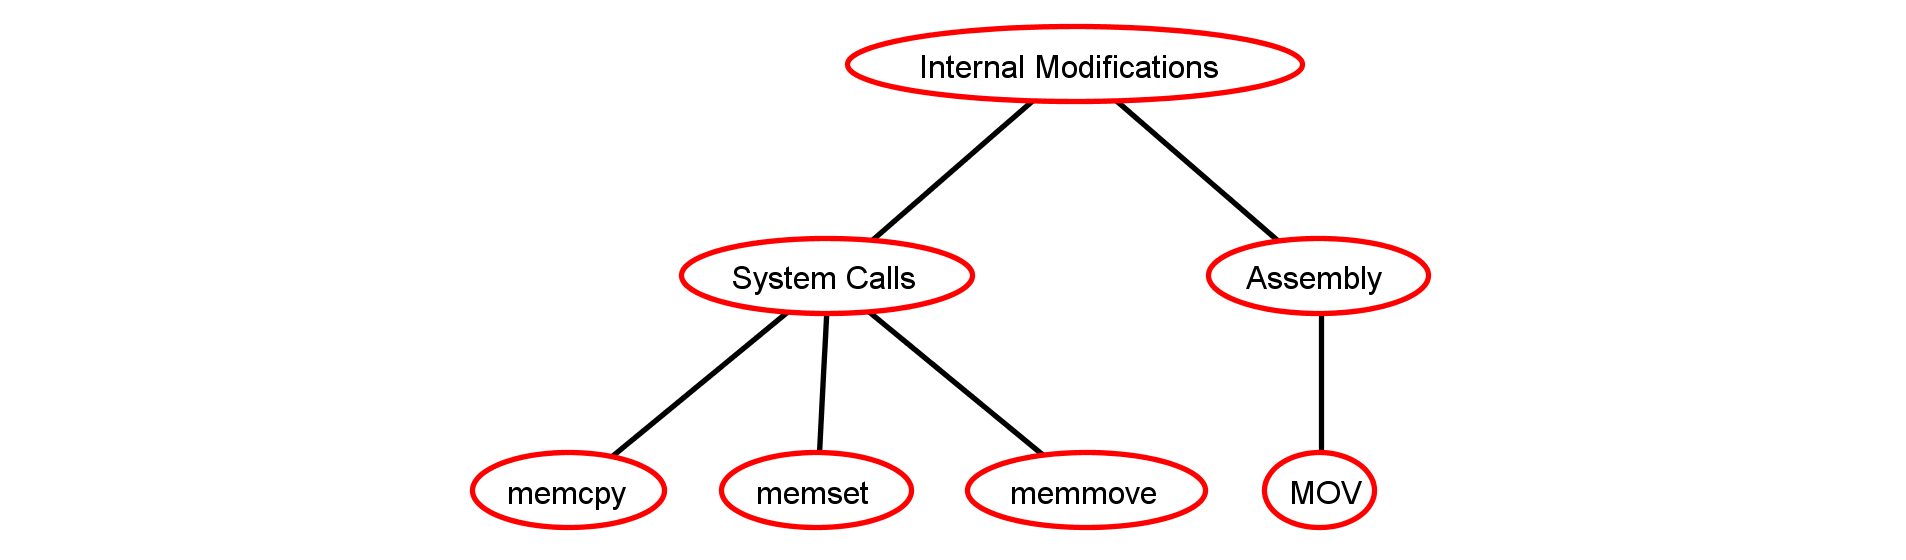 Internal Modifications
System Calls
Assembly
memcpy
memset
memmove
MOV